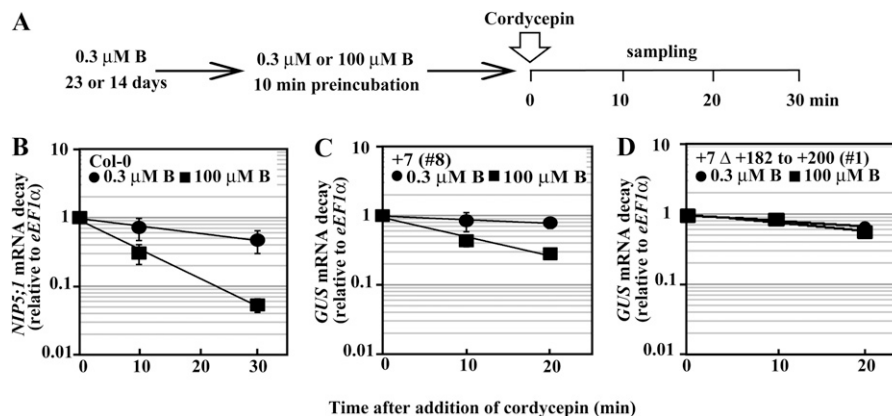 A
Cordycepin
0.3 μM B
23 or 14 days
0.3 μM or 100 μM B
10 min preincubation
sampling
0 10 20 30 min
B
Col-0
0.3 μM B 100 μM B
NIP5;1 mRNA decay
(relative to eEF1α)
10
1
0.1
0.01
0 10 20 30
C
+7 (#8)
0.3 μM B 100 μM B
GUS mRNA decay
(relative to eEF1α)
10
1
0.1
0.01
0 10 20
D
+7 Δ +182 to +200 (#1)
0.3 μM B 100 μM B
GUS mRNA decay
(relative to eEF1α)
10
1
0.1
0.01
0 10 20
Time after addition of cordycepin (min)